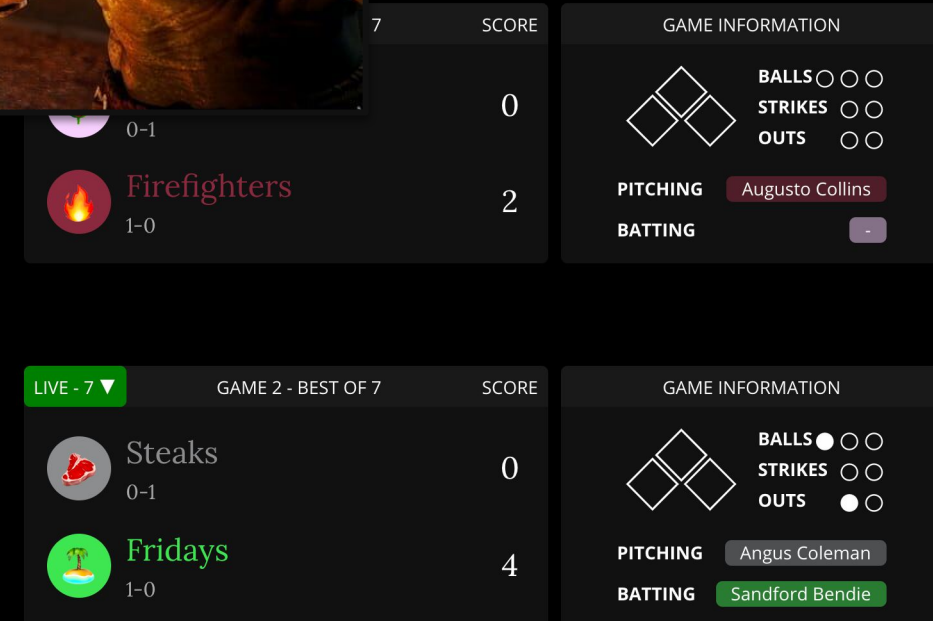 7 SCORE
0
0-1
Firefighters
2
1-0
GAME INFORMATION
BALLS
STRIKES
OUTS
PITCHING Augusto Collins
BATTING -
LIVE - 7 ▼ GAME 2 - BEST OF 7 SCORE
Steaks
0
0-1
Fridays
4
1-0
GAME INFORMATION
BALLS
STRIKES
OUTS
PITCHING Angus Coleman
BATTING Sandford Bendie